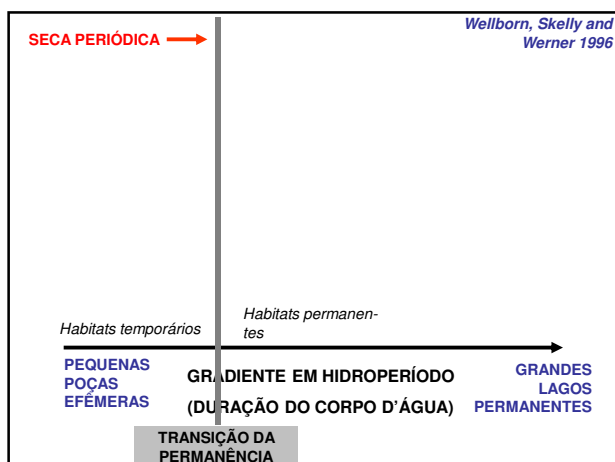 Wellborn, Skelly and
Werner 1996
SECA PERIÓDICA
Habitats temporários
Habitats permanen-
tes
PEQUENAS
POÇAS
EFÊMERAS
GRADIENTE EM HIDROPERÍODO
(DURAÇÃO DO CORPO D'ÁGUA)
GRANDES
LAGOS
PERMANENTES
TRANSIÇÃO DA
PERMANÊNCIA